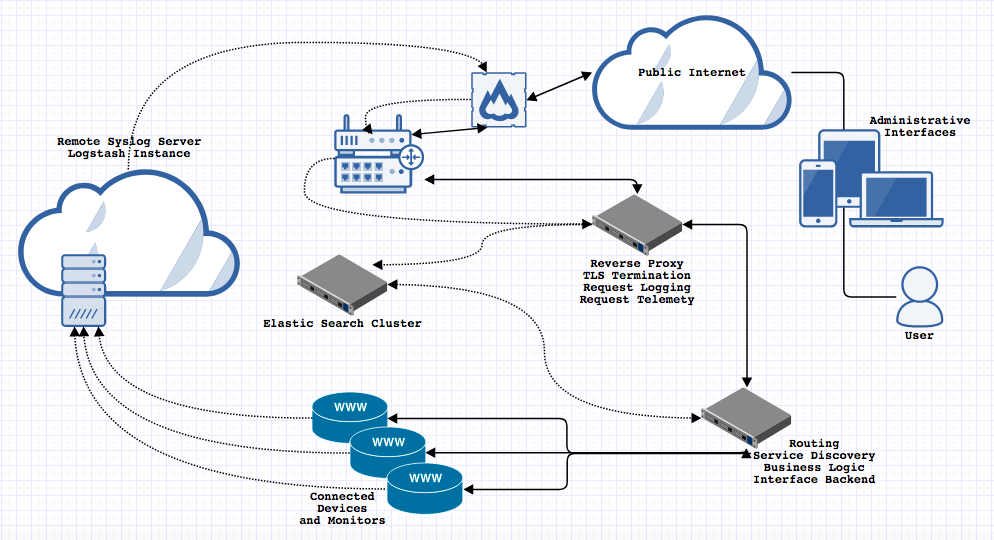 Public Internet
Administrative
Interfaces
Remote Syslog Server
Logstash Instance
Reverse Proxy
TLS Termination
Request Logging
Request Telemety
Elastic Search Cluster
User
WWW
WWW
WWW
Routing
Service Discovery
Business Logic
Interface Backend
Connected
Devices
and Monitors